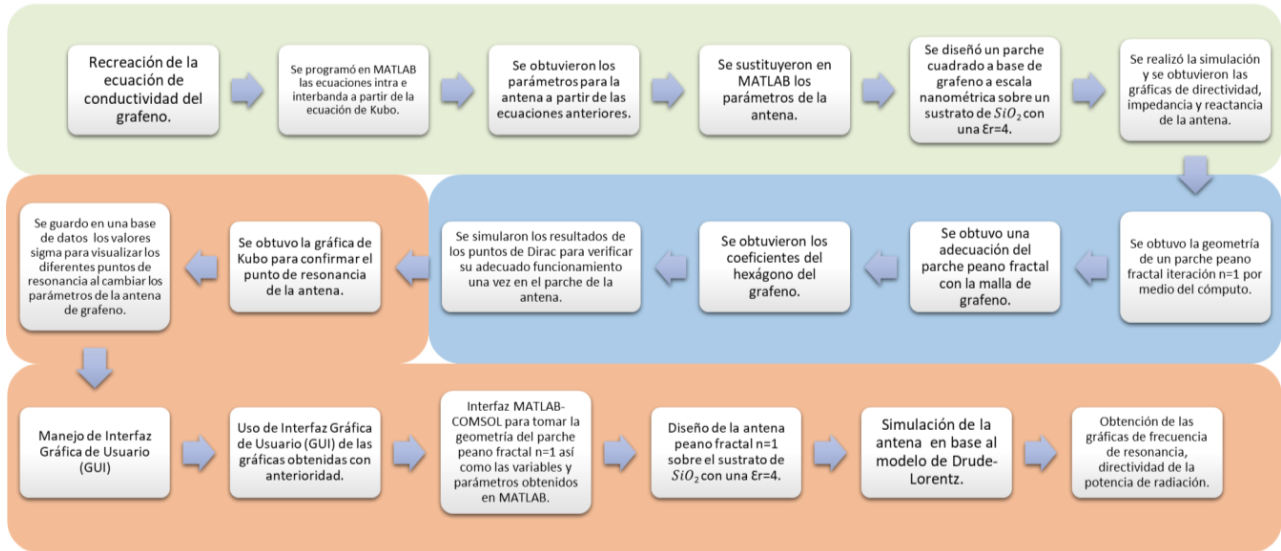 Recreación de la
ecuación de
conductividad del
grafeno.
Se programó en MATLAB
las ecuaciones intra e
interbanda a partir de la
ecuación de Kubo.
Se obtuvieron los
parámetros para la
antena a partir de las
ecuaciones anteriores.
Se sustituyeron en
MATLAB los
parámetros de la
antena.
Se diseñó un parche
cuadrado a base de
grafeno a escala
nanométrica sobre un
sustrato de SiO₂ con
una Ɛr=4.
Se realizó la simulación
y se obtuvieron las
gráficas de directividad,
impedancia y reactancia
de la antena.
Se obtuvo la geometría
de un parche peano
fractal iteración n=1 por
medio del cómputo.
Se obtuvo una
adecuación del
parche peano fractal
con la malla de
grafeno.
Se obtuvieron los
coeficientes del
hexágono del
grafeno.
Se simularon los resultados de
los puntos de Dirac para verificar
su adecuado funcionamiento
una vez en el parche de la
antena.
Se obtuvo la gráfica de
Kubo para confirmar el
punto de resonancia
de la antena.
Se guardo en una base
de datos los valores
sigma para visualizar los
diferentes puntos de
resonancia al cambiar los
parámetros de la antena
de grafeno.
Manejo de Interfaz
Gráfica de Usuario
(GUI)
Uso de Interfaz Gráfica
de Usuario (GUI) de las
gráficas obtenidas con
anterioridad.
Interfaz MATLAB-
COMSOL para tomar la
geometría del parche
peano fractal n=1 así
como las variables y
parámetros obtenidos
en MATLAB.
Diseño de la antena
peano fractal n=1
sobre el sustrato de
SiO₂ con una Ɛr=4.
Simulación de la
antena en base al
modelo de Drude-
Lorentz.
Obtención de las
gráficas de frecuencia
de resonancia,
directividad de la
potencia de radiación.